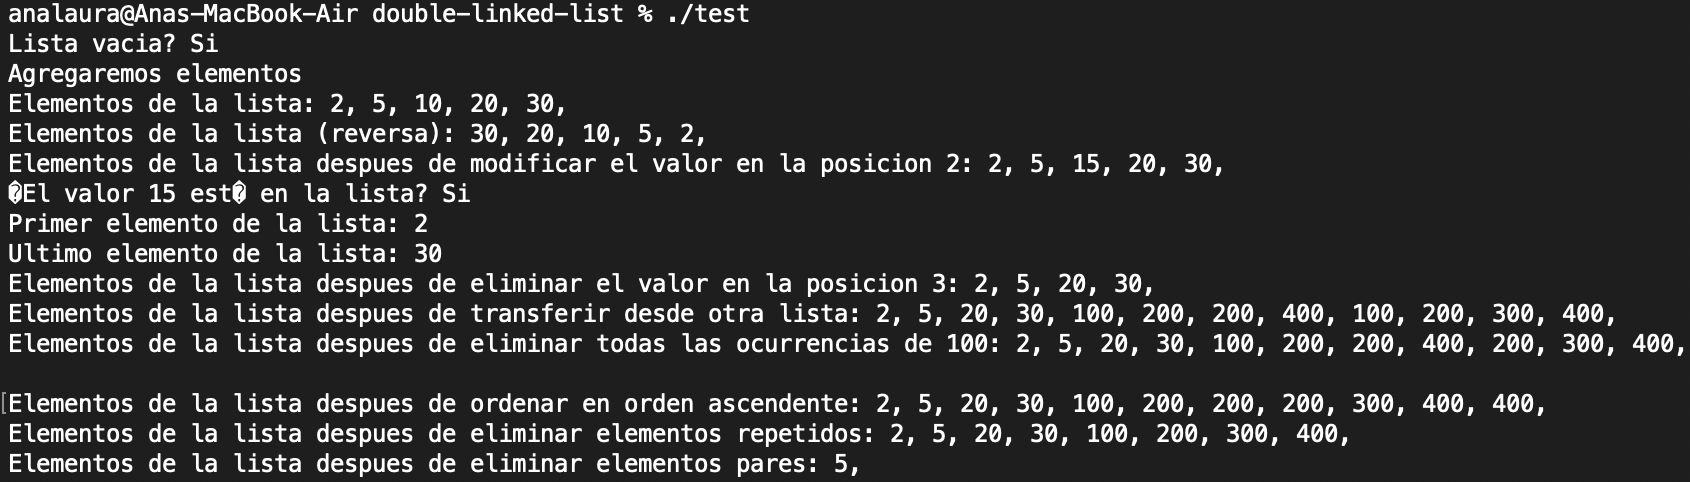 analaura@Anas-MacBook-Air double-linked-list % ./test
Lista vacia? Si
Agregaremos elementos
Elementos de la lista: 2, 5, 10, 20, 30,
Elementos de la lista (reversa): 30, 20, 10, 5, 2,
Elementos de la lista despues de modificar el valor en la posicion 2: 2, 5, 15, 20, 30,
�El valor 15 est� en la lista? Si
Primer elemento de la lista: 2
Ultimo elemento de la lista: 30
Elementos de la lista despues de eliminar el valor en la posicion 3: 2, 5, 20, 30,
Elementos de la lista despues de transferir desde otra lista: 2, 5, 20, 30, 100, 200, 200, 400, 100, 200, 300, 400,
Elementos de la lista despues de eliminar todas las ocurrencias de 100: 2, 5, 20, 30, 100, 200, 200, 400, 200, 300, 400,
[Elementos de la lista despues de ordenar en orden ascendente: 2, 5, 20, 30, 100, 200, 200, 200, 300, 400, 400,
Elementos de la lista despues de eliminar elementos repetidos: 2, 5, 20, 30, 100, 200, 300, 400,
Elementos de la lista despues de eliminar elementos pares: 5,